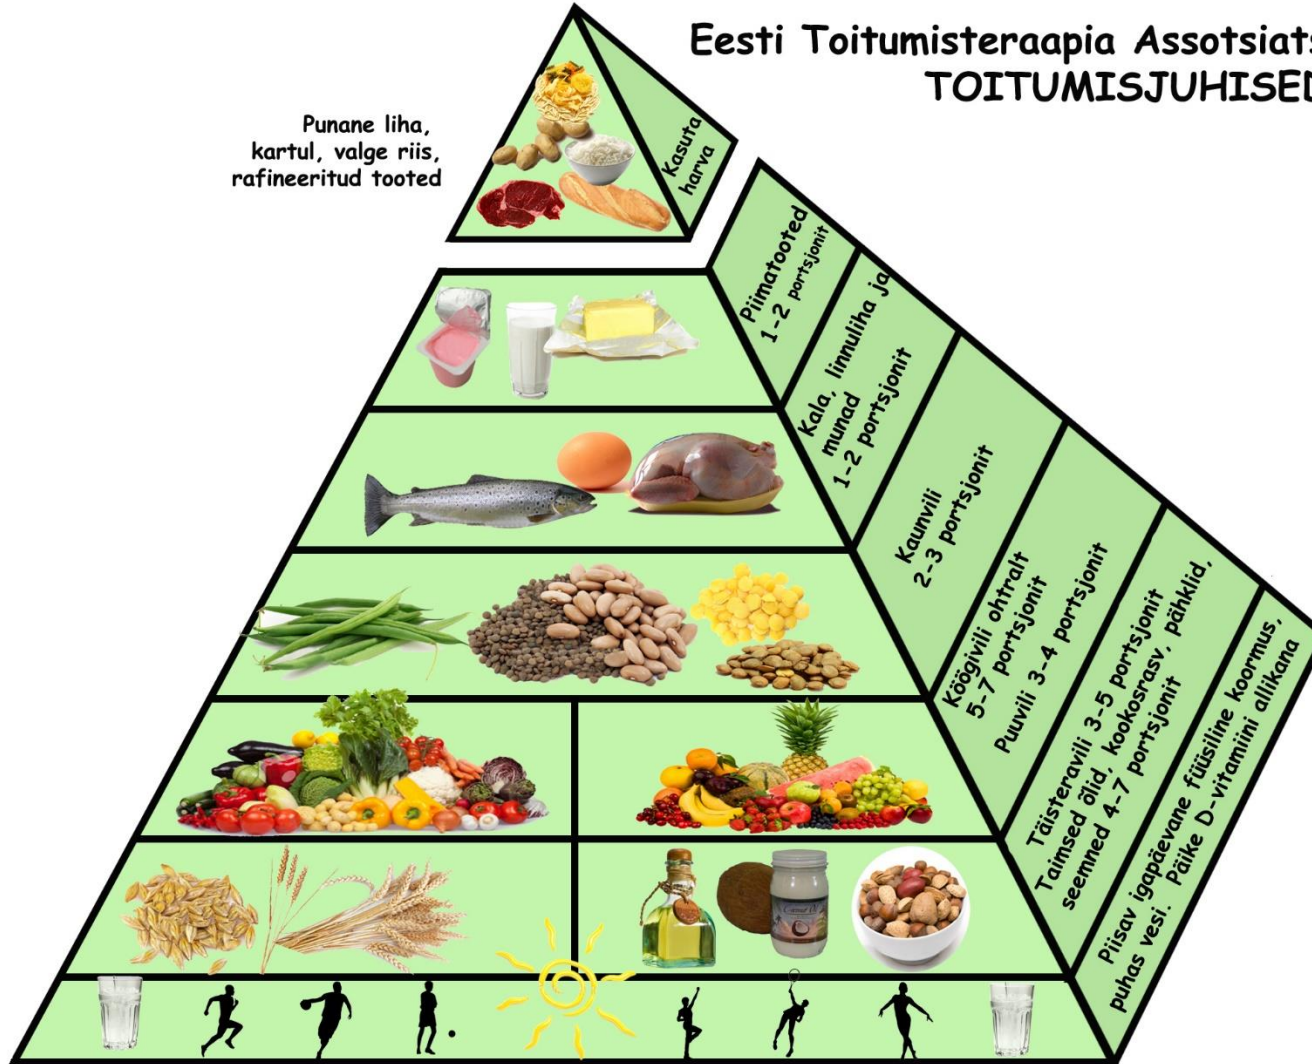 Eesti Toitumisteraapia Assotsiats
TOITUMISJUHISED
Punane liha,
kartul, valge riis,
rafineeritud tooted
Kasuta
harva
Piimatooted
1-2 portsjonit
Kala, linnuliha ja
munad
1-2 portsjonit
Kaunvili
2-3 portsjonit
Köögivili ohtralt
5-7 portsjonit
Puuvili 3-4 portsjonit
Täisteravili 3-5 portsjonit
Taimsed õlid, kookosrasv, pähklid,
seemned 4-7 portsjonit
Piisav igapäevane füüsiline koormus,
puhas vesi. Päike D-vitamiini allikana